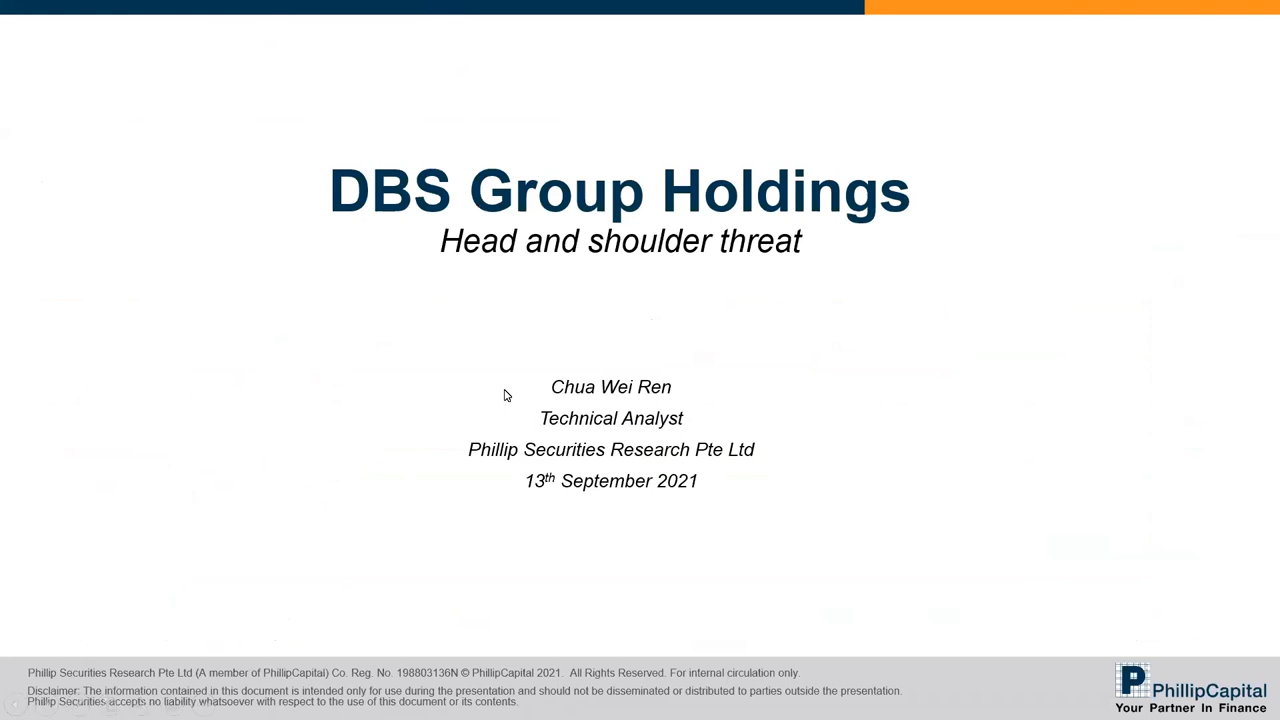 DBS Group Holdings
Head and shoulder threat
Chua Wei Ren
Technical Analyst
Phillip Securities Research Pte Ltd
13th September 2021
Phillip Securities Research Pte Ltd (A member of PhillipCapital) Co. Reg. No. 198803136N © PhillipCapital 2021. All Rights Reserved. For internal circulation only.
Disclaimer: The information contained in this document is intended only for use during the presentation and should not be disseminated or distributed to parties outside the presentation.
Phillip Securities accepts no liability whatsoever with respect to the use of this document or its contents.
P PhillipCapital
Your Partner In Finance